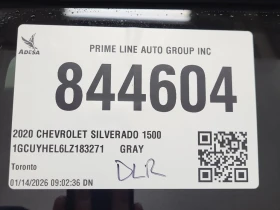 ADESA
PRIME LINE AUTO GROUP INC
844604
2020 CHEVROLET SILVERADO 1500
1GCUYHEL6LZ183271 GRAY
Toronto
DLR
01/14/2026 09:02:36 DN